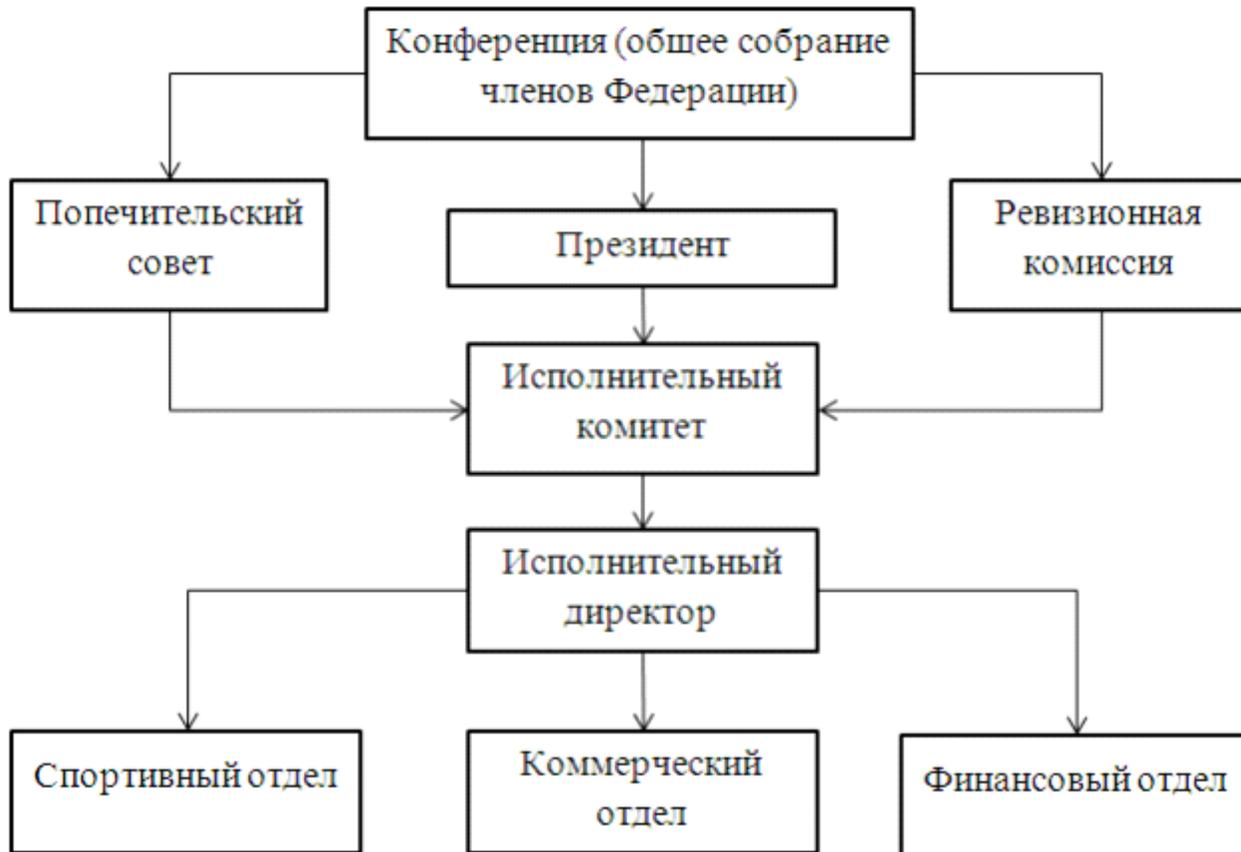 Конференция (общее собрание
членов Федерации)
Попечительский
совет
Президент
Ревизионная
комиссия
Исполнительный
комитет
Исполнительный
директор
Спортивный отдел
Коммерческий
отдел
Финансовый отдел